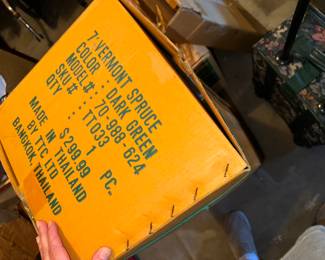 7' VERMONT SPRUCE
COLOR : DARK GREEN
MODEL# : 70-986-624
SKU# : TT033
QTY : 1 PC.
$299.99
MADE IN THAILAND
BY TTC LTD
BANGKOK, THAILAND